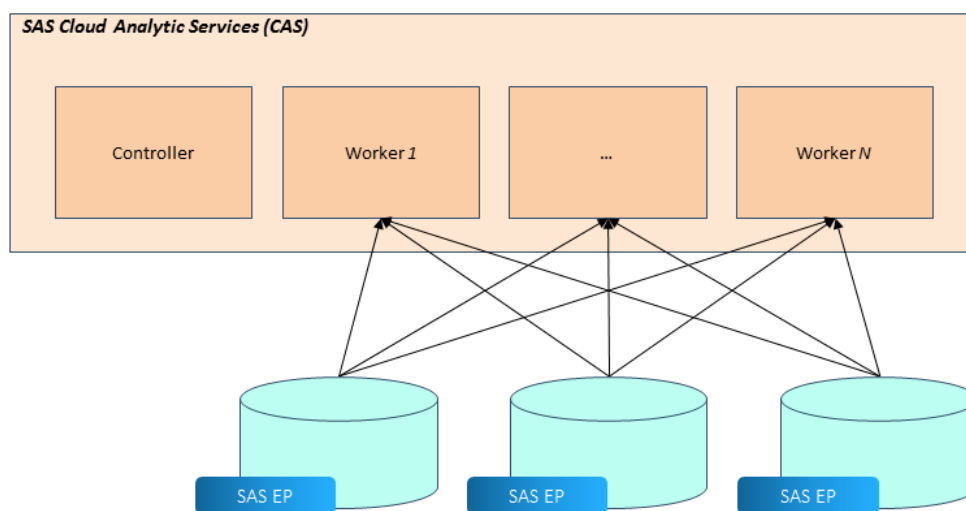 SAS Cloud Analytic Services (CAS)
Controller
Worker 1
...
Worker N
SAS EP
SAS EP
SAS EP